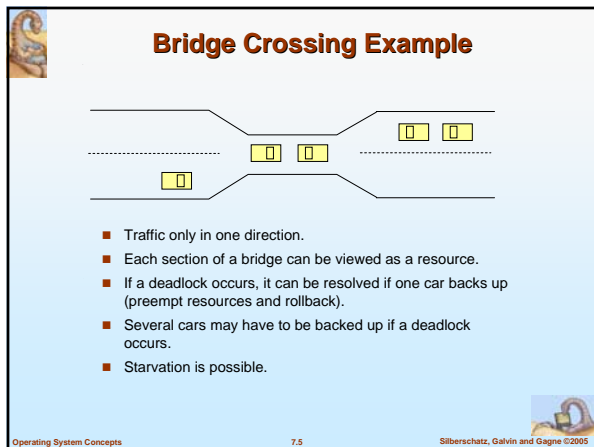 Bridge Crossing Example
Traffic only in one direction.
Each section of a bridge can be viewed as a resource.
If a deadlock occurs, it can be resolved if one car backs up
(preempt resources and rollback).
Several cars may have to be backed up if a deadlock
occurs.
Starvation is possible.
Operating System Concepts
7.5
Silberschatz, Galvin and Gagne ©2005